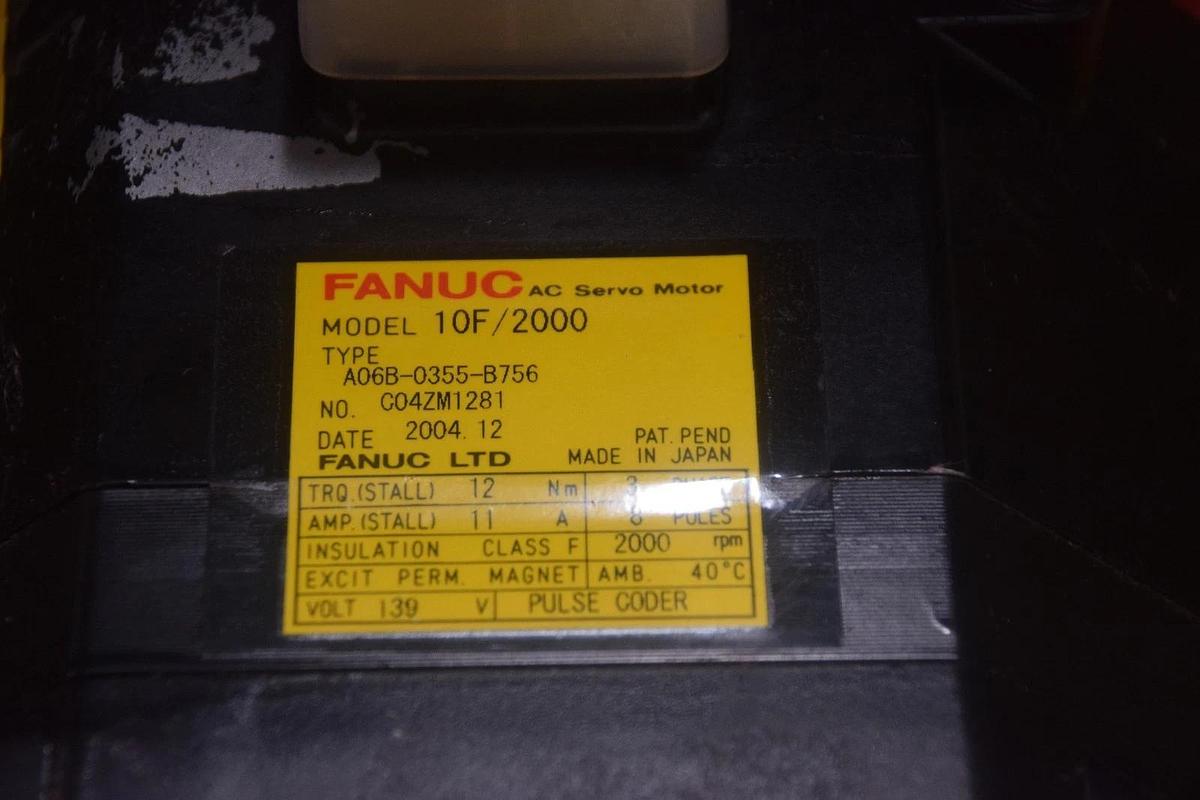 FANUC AC Servo Motor
MODEL 10F/2000
TYPE
A06B-0355-B756
NO. C04ZM1281
DATE 2004.12
PAT. PEND
FANUC LTD MADE IN JAPAN
TRQ.(STALL) 12 Nm 3
AMP.(STALL) 11 A 8 POLES
INSULATION CLASS F 2000 rpm
EXCIT PERM. MAGNET AMB. 40°C
VOLT 139 V PULSE CODER